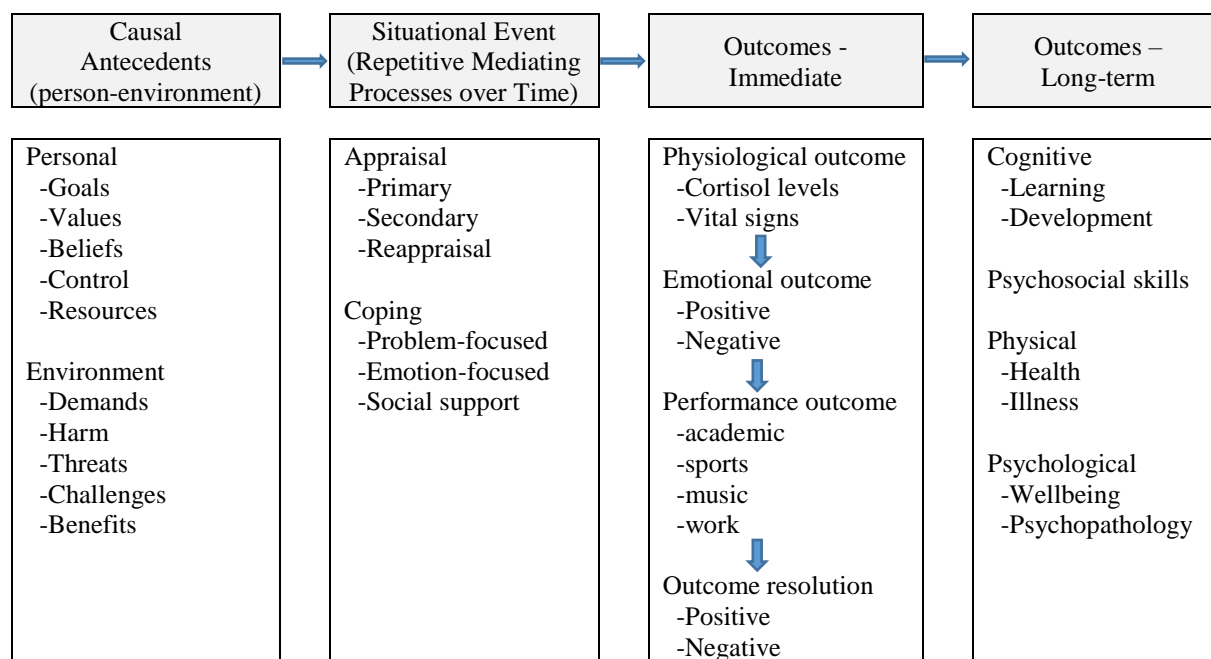 Causal
Antecedents
(person-environment)
Situational Event
(Repetitive Mediating
Processes over Time)
Outcomes -
Immediate
Outcomes –
Long-term
Personal
-Goals
-Values
-Beliefs
-Control
-Resources
Environment
-Demands
-Harm
-Threats
-Challenges
-Benefits
Appraisal
-Primary
-Secondary
-Reappraisal
Coping
-Problem-focused
-Emotion-focused
-Social support
Physiological outcome
-Cortisol levels
-Vital signs
Emotional outcome
-Positive
-Negative
Performance outcome
-academic
-sports
-music
-work
Outcome resolution
-Positive
-Negative
Cognitive
-Learning
-Development
Psychosocial skills
Physical
-Health
-Illness
Psychological
-Wellbeing
-Psychopathology